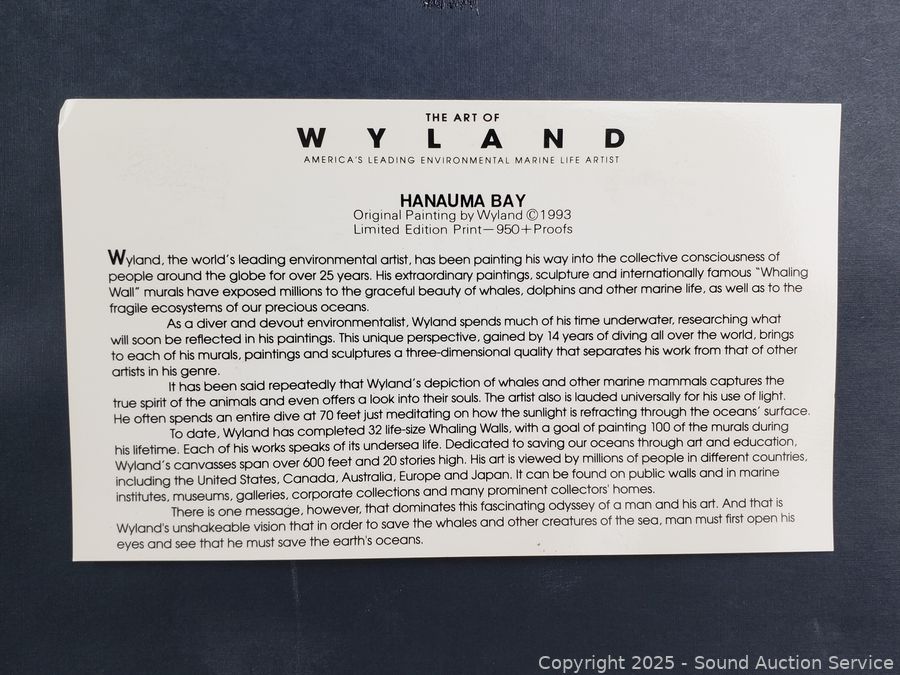 THE ART OF
WYLAND
AMERICA'S LEADING ENVIRONMENTAL MARINE LIFE ARTIST
HANAUMA BAY
Original Painting by Wyland ©1993
Limited Edition Print—950+Proofs
Wyland, the world's leading environmental artist, has been painting his way into the collective consciousness of
people around the globe for over 25 years. His extraordinary paintings, sculpture and internationally famous "Whaling
Wall" murals have exposed millions to the graceful beauty of whales, dolphins and other marine life, as well as to the
fragile ecosystems of our precious oceans.
As a diver and devout environmentalist, Wyland spends much of his time underwater, researching what
will soon be reflected in his paintings. This unique perspective, gained by 14 years of diving all over the world, brings
to each of his murals, paintings and sculptures a three-dimensional quality that separates his work from that of other
artists in his genre.
It has been said repeatedly that Wyland's depiction of whales and other marine mammals captures the
true spirit of the animals and even offers a look into their souls. The artist also is lauded universally for his use of light.
He often spends an entire dive at 70 feet just meditating on how the sunlight is refracting through the oceans' surface.
To date, Wyland has completed 32 life-size Whaling Walls, with a goal of painting 100 of the murals during
his lifetime. Each of his works speaks of its undersea life. Dedicated to saving our oceans through art and education,
Wyland's canvasses span over 600 feet and 20 stories high. His art is viewed by millions of people in different countries,
including the United States, Canada, Australia, Europe and Japan. It can be found on public walls and in marine
institutes, museums, galleries, corporate collections and many prominent collectors' homes.
There is one message, however, that dominates this fascinating odyssey of a man and his art. And that is
Wyland's unshakeable vision that in order to save the whales and other creatures of the sea, man must first open his
eyes and see that he must save the earth's oceans.
Copyright 2025 - Sound Auction Service